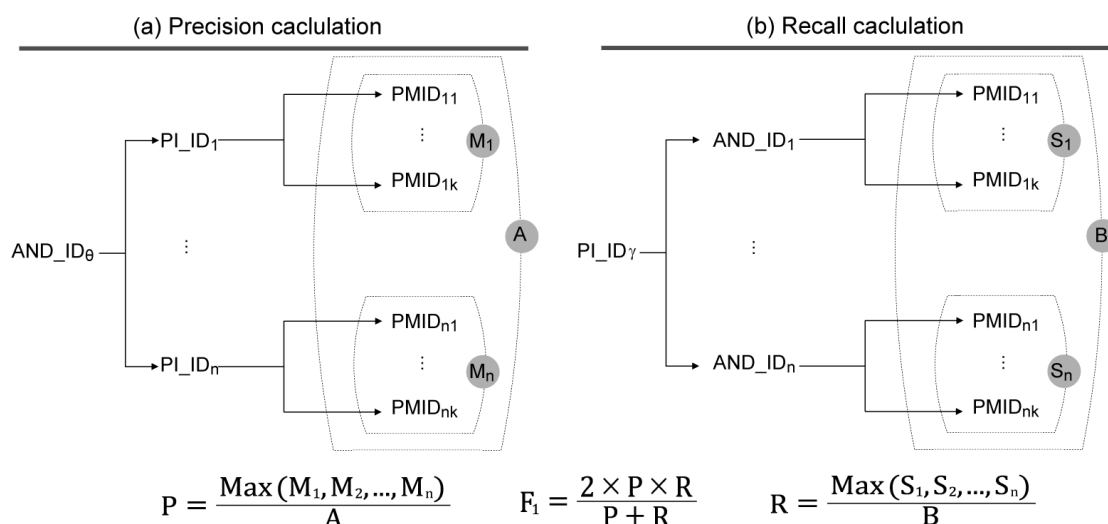 (a) Precision caclulation
PMID₁₁
PI_ID₁
⋮
M₁
PMID₁ₖ
A
AND_IDθ
⋮
PMIDₙ₁
PI_IDₙ
⋮
Mₙ
PMIDₙₖ
(b) Recall caclulation
PMID₁₁
AND_ID₁
⋮
S₁
PMID₁ₖ
B
PI_IDγ
⋮
PMIDₙ₁
AND_IDₙ
⋮
Sₙ
PMIDₙₖ
P = Max (M₁, M₂, ..., Mₙ) / A
F₁ = 2 × P × R / P + R
R = Max (S₁, S₂, ..., Sₙ) / B